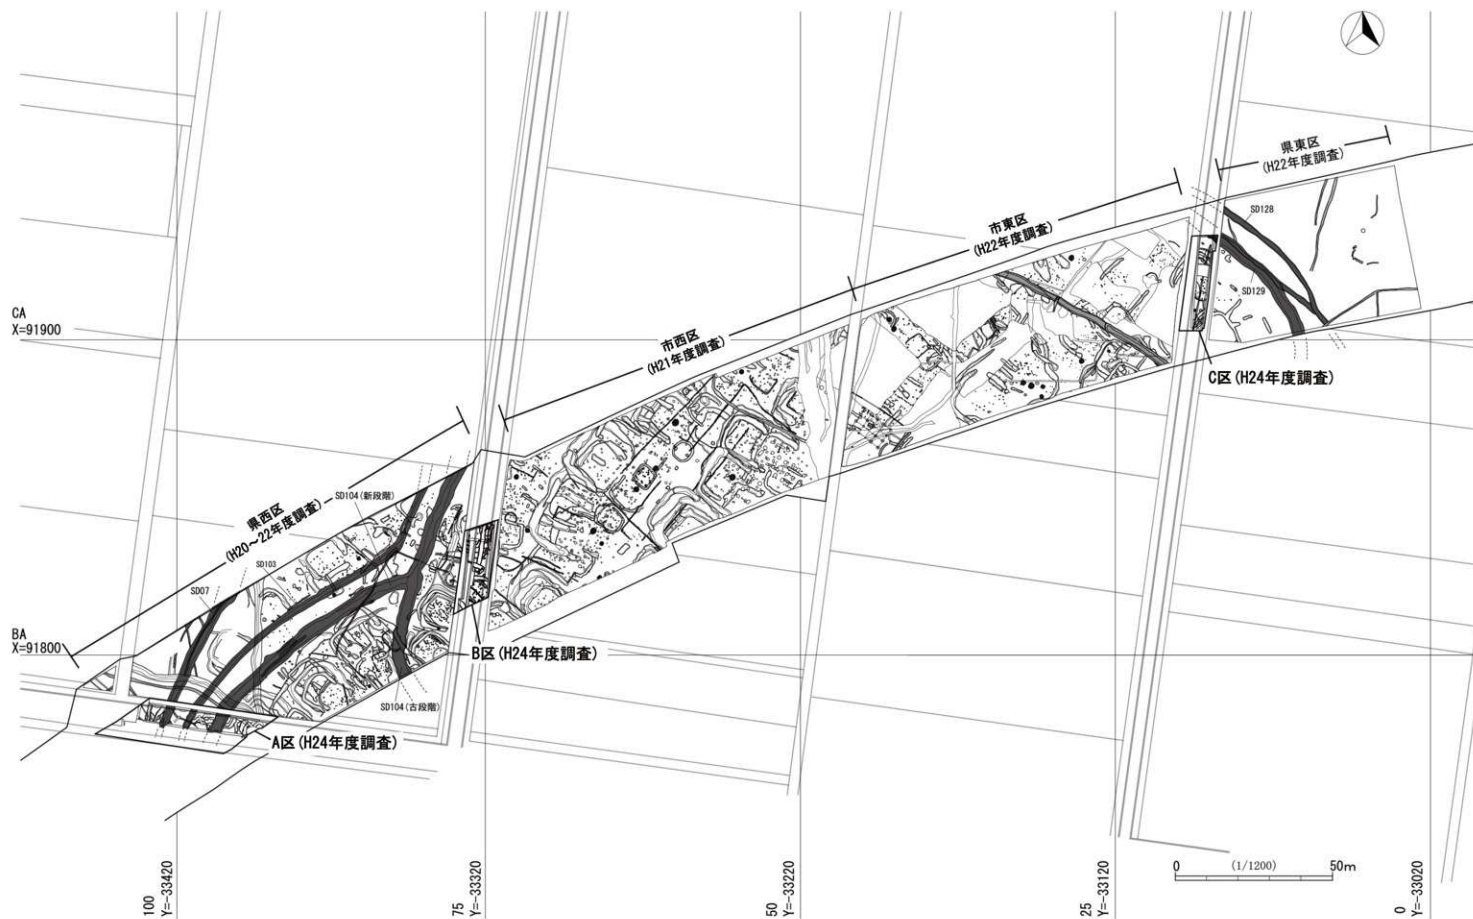 県東区
(H22年度調査)
SD128
市東区
(H22年度調査)
SD129
CA
X=91900
市西区
(H21年度調査)
C区(H24年度調査)
SD104(新段階)
県西区
(H20～22年度調査)
SD103
SD07
BA
X=91800
B区(H24年度調査)
SD104(古段階)
A区(H24年度調査)
0 (1/1200) 50m
100
Y=-33420
75
Y=-33320
50
Y=-33220
25
Y=-33120
0
Y=-33020